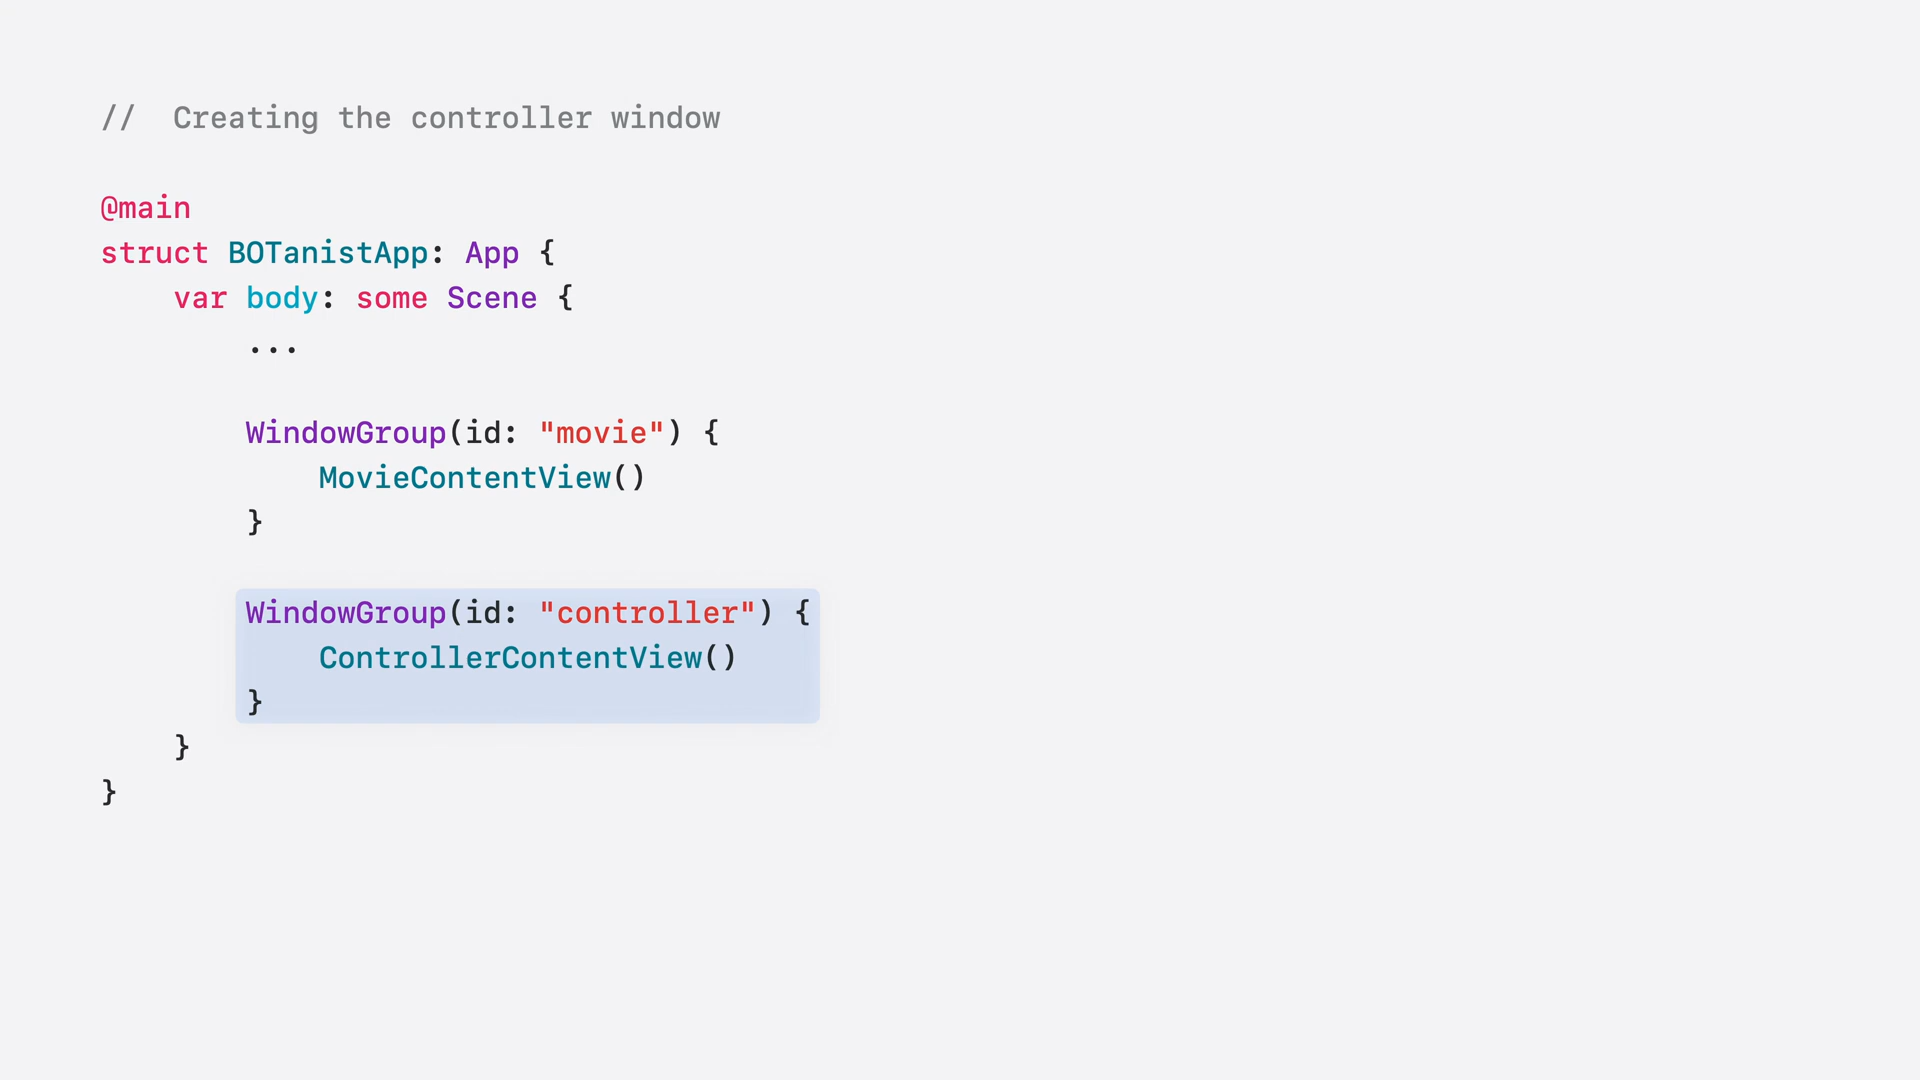 //  Creating the controller window
@main
struct BOTanistApp: App {
    var body: some Scene {
        ...
        WindowGroup(id: "movie") {
            MovieContentView()
        }
        WindowGroup(id: "controller") {
            ControllerContentView()
        }
    }
}